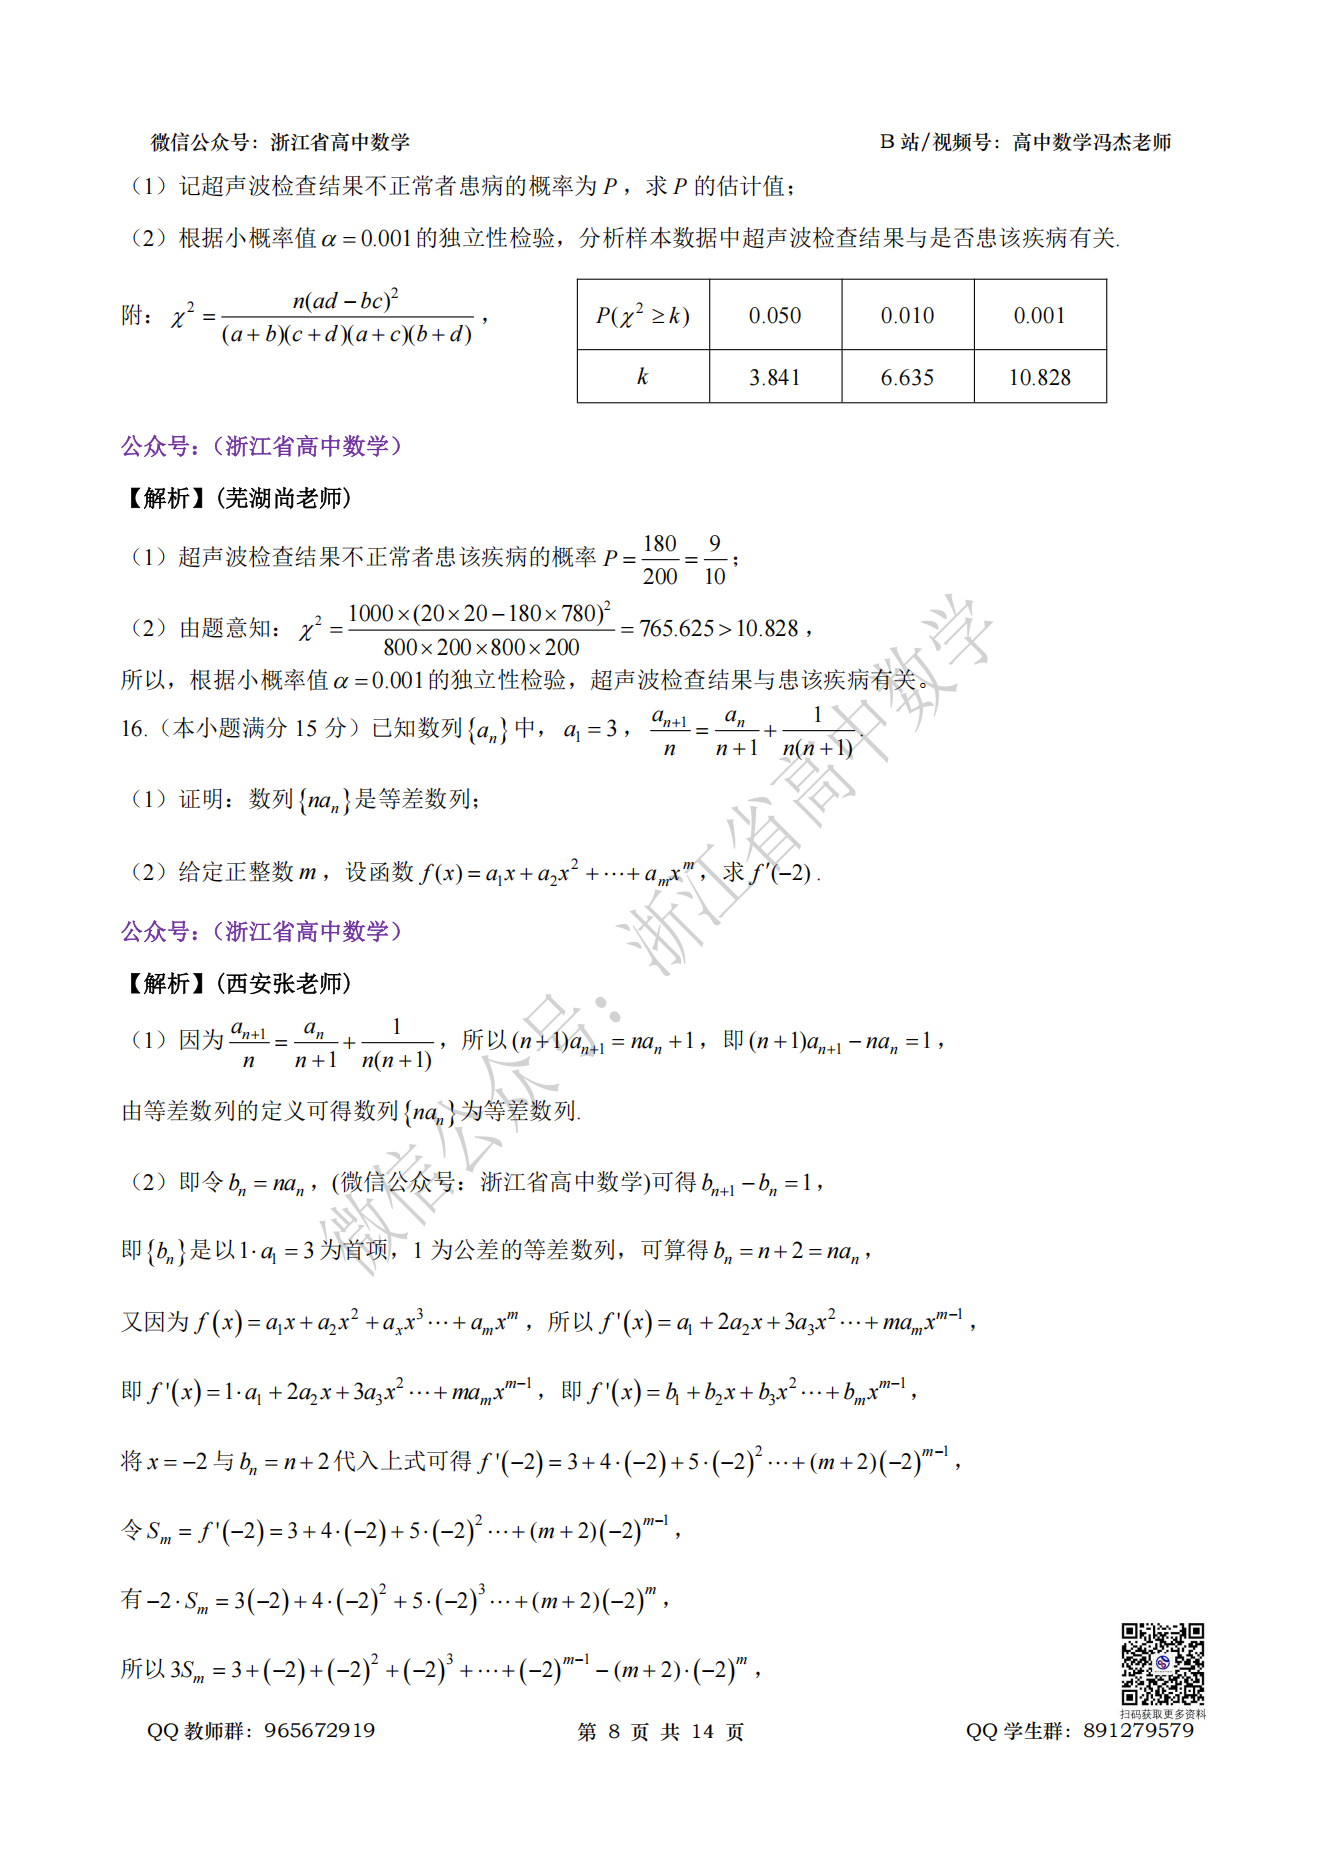 微信公众号：浙江省高中数学 B 站/视频号：高中数学冯杰老师
（1）记超声波检查结果不正常者患病的概率为 P ，求 P 的估计值；
（2）根据小概率值 α = 0.001 的独立性检验，分析样本数据中超声波检查结果与是否患该疾病有关.
附： χ² = n(ad − bc)² / (a + b)(c + d)(a + c)(b + d) ，
P(χ² ≥ k) 0.050 0.010 0.001
k 3.841 6.635 10.828
公众号：（浙江省高中数学）
【解析】(芜湖尚老师)
（1）超声波检查结果不正常者患该疾病的概率 P = 180/200 = 9/10 ；
（2）由题意知： χ² = 1000×(20×20 − 180×780)² / 800×200×800×200 = 765.625 > 10.828 ，
所以，根据小概率值 α = 0.001 的独立性检验，超声波检查结果与患该疾病有关。
16.（本小题满分 15 分）已知数列 {aₙ} 中， a₁ = 3 ， aₙ₊₁/n = aₙ/(n + 1) + 1/n(n + 1) .
（1）证明：数列 {naₙ} 是等差数列；
（2）给定正整数 m ，设函数 f(x) = a₁x + a₂x² + ⋯ + aₘxᵐ ，求 f′(−2) .
公众号：（浙江省高中数学）
【解析】(西安张老师)
（1）因为 aₙ₊₁/n = aₙ/(n + 1) + 1/n(n + 1) ，所以 (n + 1)aₙ₊₁ = naₙ + 1 ，即 (n + 1)aₙ₊₁ − naₙ = 1 ，
由等差数列的定义可得数列 {naₙ} 为等差数列.
（2）即令 bₙ = naₙ ，(微信公众号：浙江省高中数学)可得 bₙ₊₁ − bₙ = 1 ，
即 {bₙ} 是以 1·a₁ = 3 为首项，1 为公差的等差数列，可算得 bₙ = n + 2 = naₙ ，
又因为 f(x) = a₁x + a₂x² + aₓx³ ⋯ + aₘxᵐ ，所以 f'(x) = a₁ + 2a₂x + 3a₃x² ⋯ + maₘxᵐ⁻¹ ，
即 f'(x) = 1·a₁ + 2a₂x + 3a₃x² ⋯ + maₘxᵐ⁻¹ ，即 f'(x) = b₁ + b₂x + b₃x² ⋯ + bₘxᵐ⁻¹ ，
将 x = −2 与 bₙ = n + 2 代入上式可得 f'(−2) = 3 + 4·(−2) + 5·(−2)² ⋯ + (m + 2)(−2)ᵐ⁻¹ ，
令 Sₘ = f'(−2) = 3 + 4·(−2) + 5·(−2)² ⋯ + (m + 2)(−2)ᵐ⁻¹ ，
有 −2·Sₘ = 3(−2) + 4·(−2)² + 5·(−2)³ ⋯ + (m + 2)(−2)ᵐ ，
所以 3Sₘ = 3 + (−2) + (−2)² + (−2)³ + ⋯ + (−2)ᵐ⁻¹ − (m + 2)·(−2)ᵐ ，
微信公众号：浙江省高中数学
扫码获取更多资料
QQ 教师群：965672919 第 8 页 共 14 页 QQ 学生群：891279579